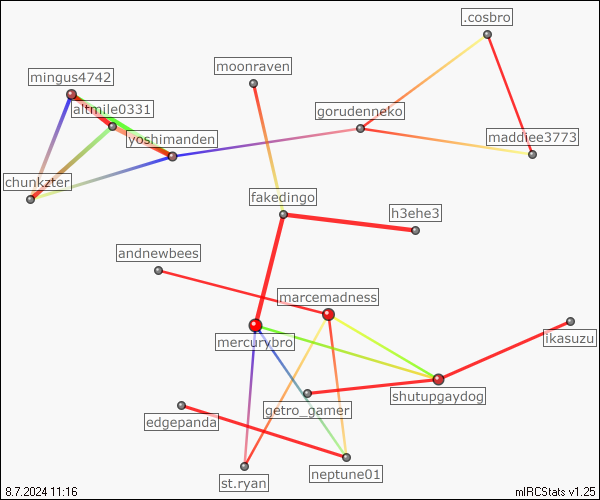 .cosbro
moonraven
mingus4742
altmile0331
gorudenneko
yoshimanden
maddiee3773
chunkzter
fakedingo
h3ehe3
andnewbees
marcemadness
mercurybro
ikasuzu
shutupgaydog
getro_gamer
edgepanda
neptune01
st.ryan
8.7.2024 11:16
mIRCStats v1.25